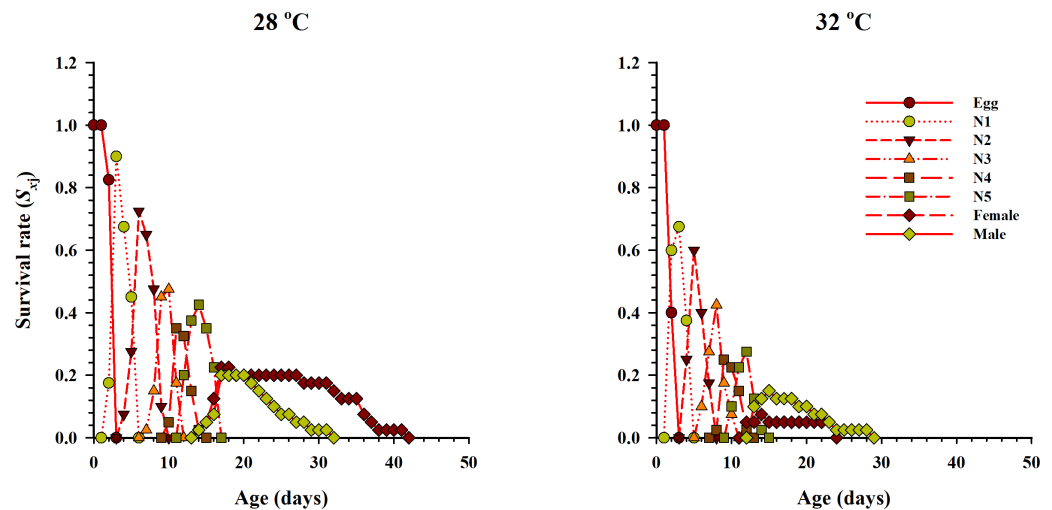 28 °C
32 °C
Survival rate (Sxj)
1.2
1.0
0.8
0.6
0.4
0.2
0.0
0 10 20 30 40 50
Age (days)
1.2
1.0
0.8
0.6
0.4
0.2
0.0
0 10 20 30 40 50
Age (days)
Egg
N1
N2
N3
N4
N5
Female
Male